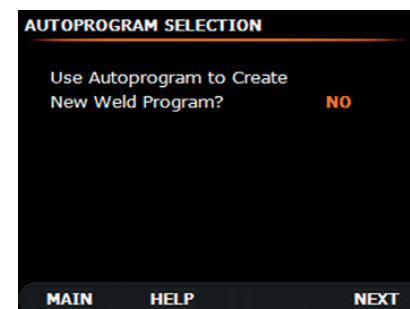 AUTOPROGRAM SELECTION
Use Autoprogram to Create
New Weld Program? NO
MAIN HELP NEXT